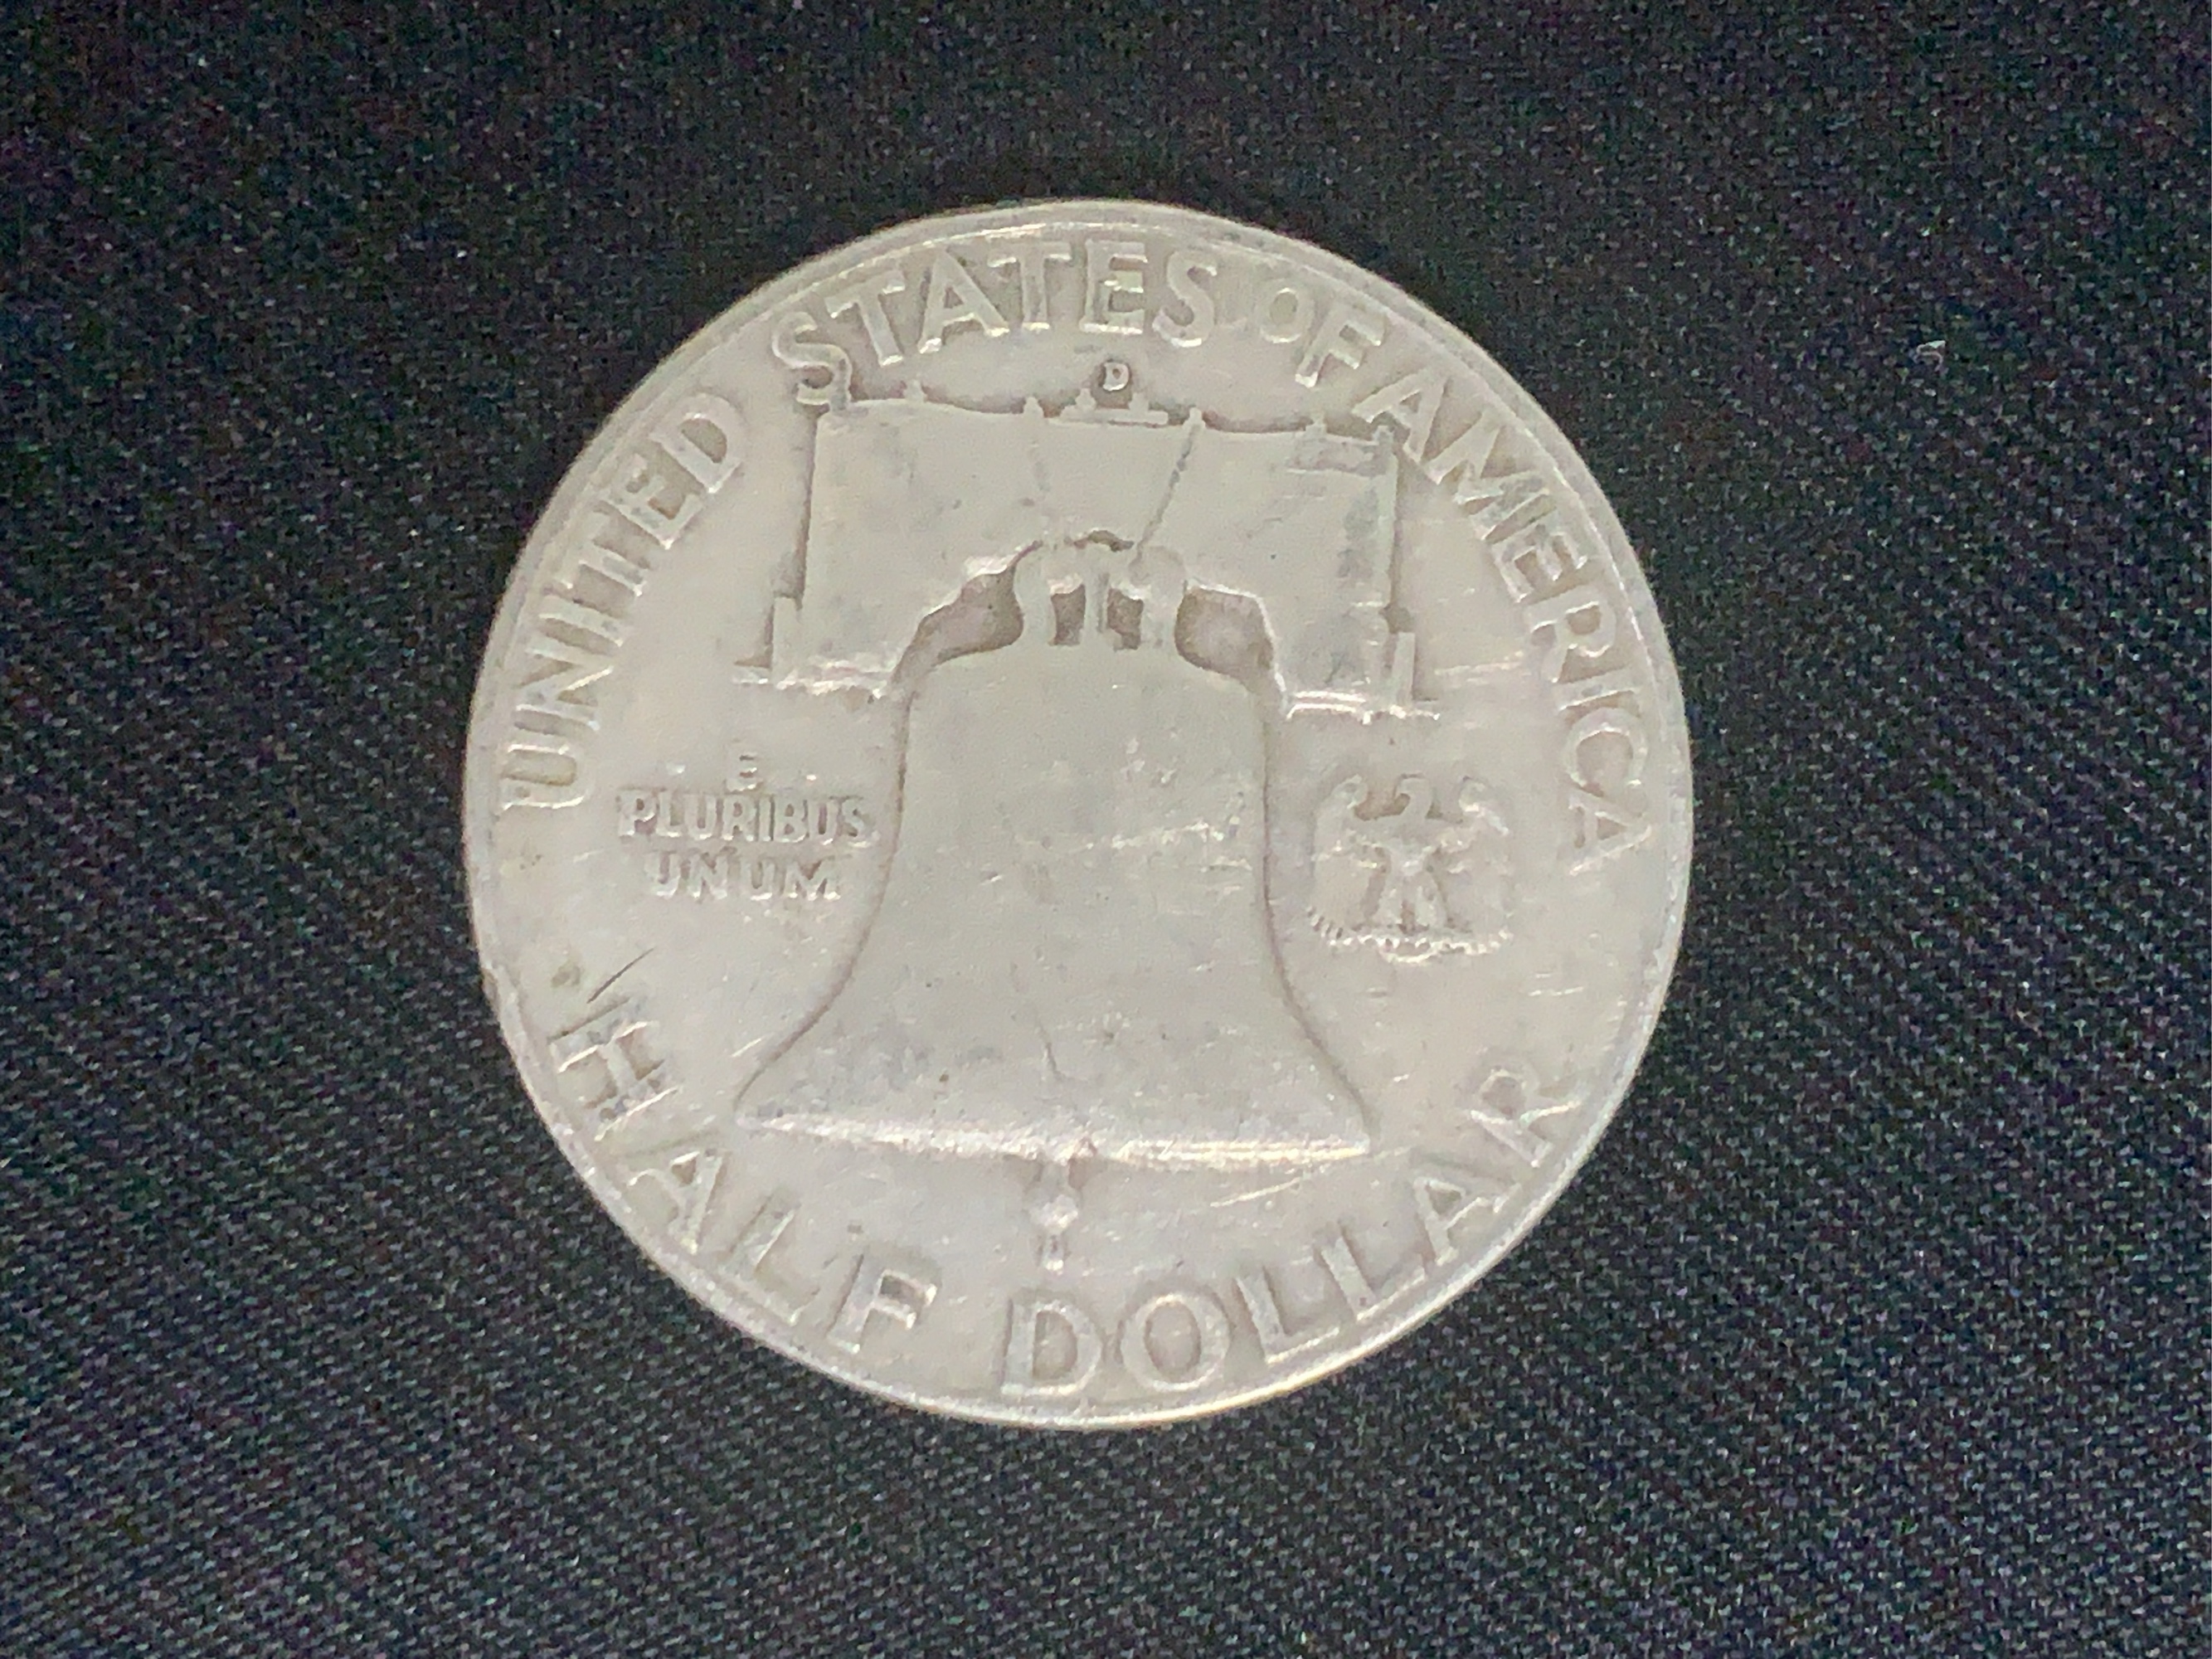 UNITED STATES OF AMERICA
D
E
PLURIBUS
UNUM
HALF DOLLAR